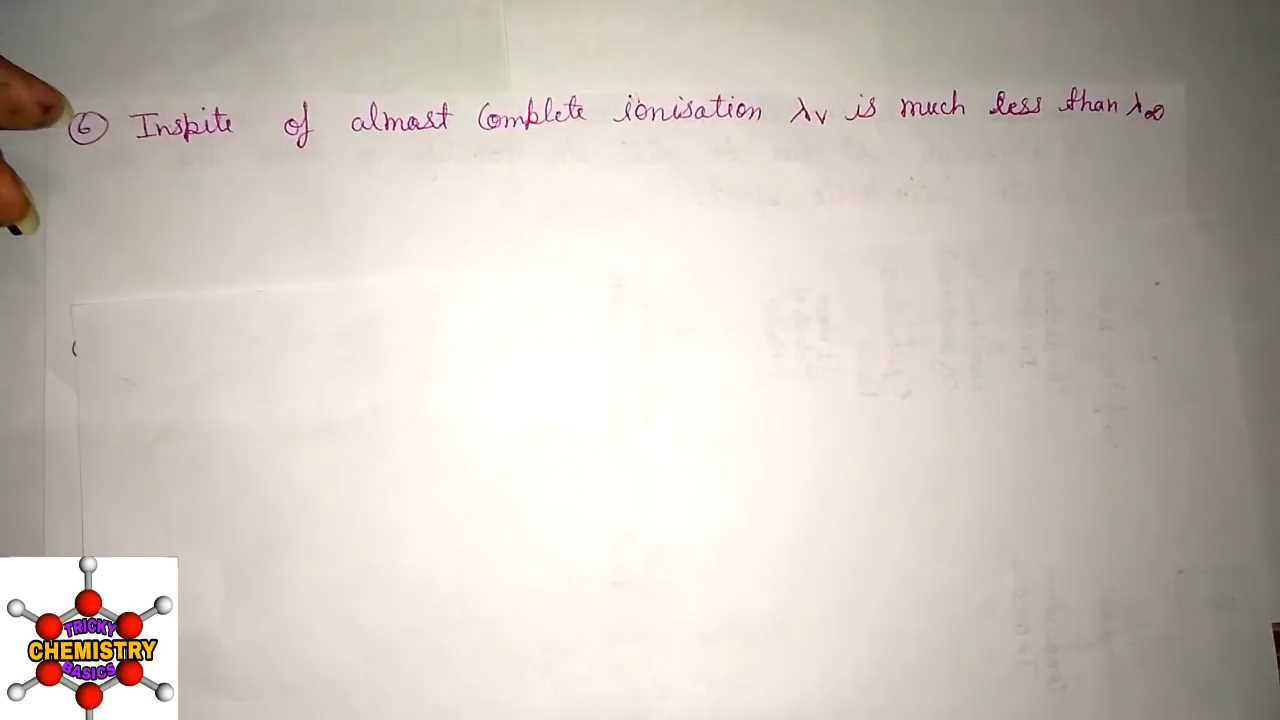 ⑥ Inspite of almost complete ionisation λv is much less than λ∞
TRICKY
CHEMISTRY
BASICS